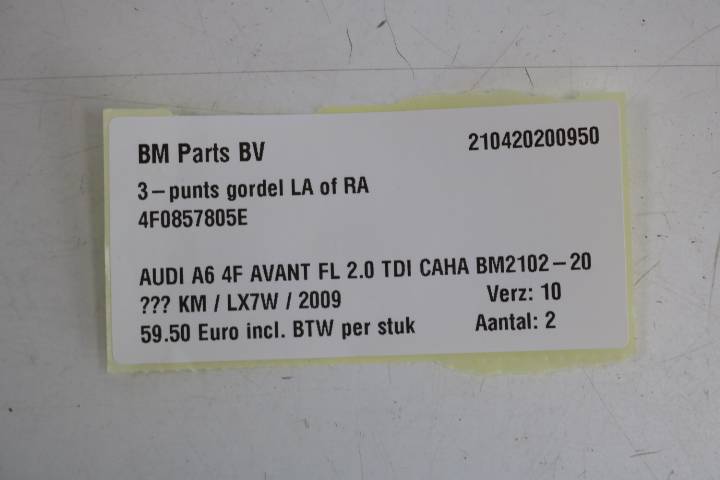 BM Parts BV 210420200950
3-punts gordel LA of RA
4F0857805E
AUDI A6 4F AVANT FL 2.0 TDI CAHA BM2102-20
??? KM / LX7W / 2009 Verz: 10
59.50 Euro incl. BTW per stuk Aantal: 2